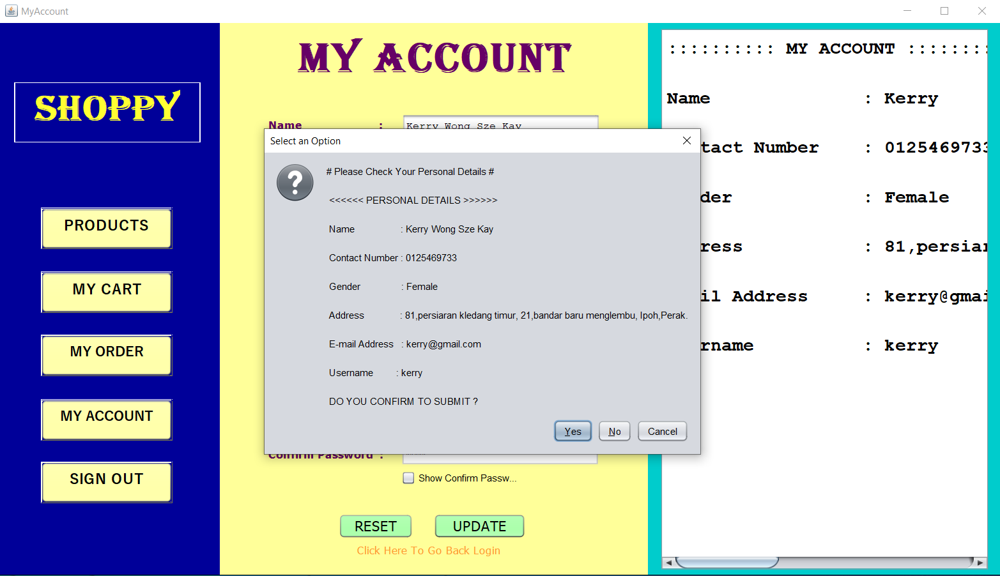 MyAccount
SHOPPY
PRODUCTS
MY CART
MY ORDER
MY ACCOUNT
SIGN OUT
MY ACCOUNT
Name : Kerry Wong Sze Kay
Select an Option
# Please Check Your Personal Details #
<<<<<< PERSONAL DETAILS >>>>>>
Name : Kerry Wong Sze Kay
Contact Number : 0125469733
Gender : Female
Address : 81,persiaran kledang timur, 21,bandar baru menglembu, Ipoh,Perak.
E-mail Address : kerry@gmail.com
Username : kerry
DO YOU CONFIRM TO SUBMIT ?
Yes No Cancel
Confirm Password :
Show Confirm Passw...
RESET UPDATE
Click Here To Go Back Login
:::::::::: MY ACCOUNT ::::::::
Name : Kerry
tact Number : 0125469733
der : Female
ress : 81,persiar
il Address : kerry@gmai
rname : kerry